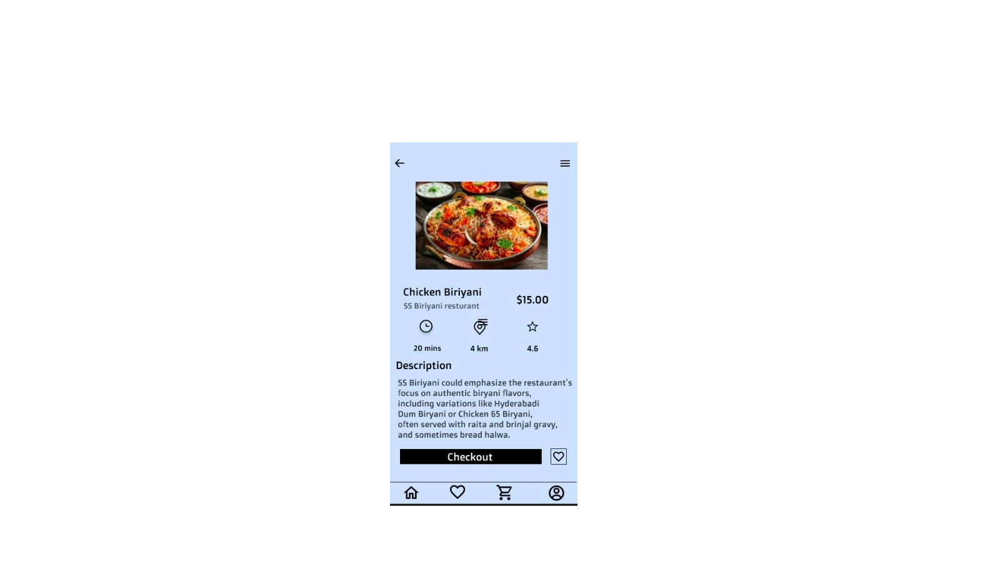 Chicken Biriyani
SS Biriyani resturant
$15.00
20 mins
4 km
4.6
Description
SS Biriyani could emphasize the restaurant's
focus on authentic biryani flavors,
including variations like Hyderabadi
Dum Biryani or Chicken 65 Biryani,
often served with raita and brinjal gravy,
and sometimes bread halwa.
Checkout